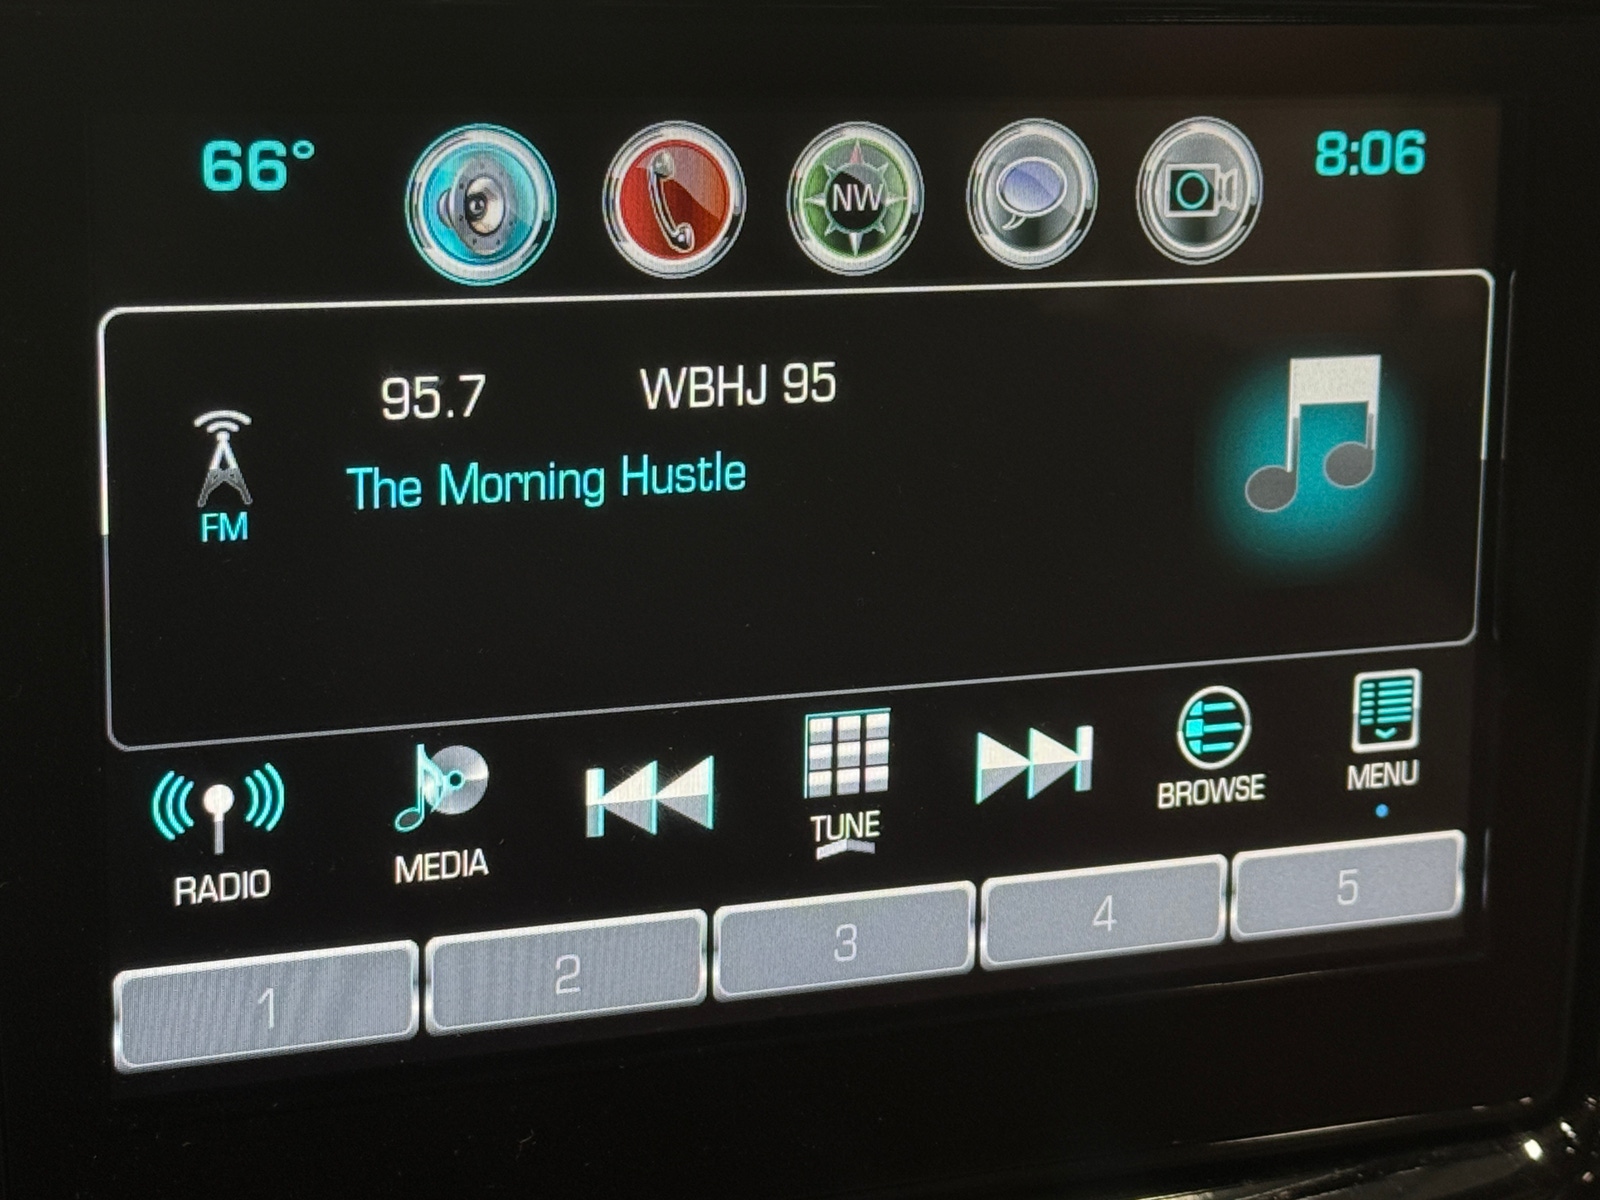 66°
NW
8:06
95.7 WBHJ 95
The Morning Hustle
FM
RADIO
MEDIA
TUNE
BROWSE
MENU
1
2
3
4
5